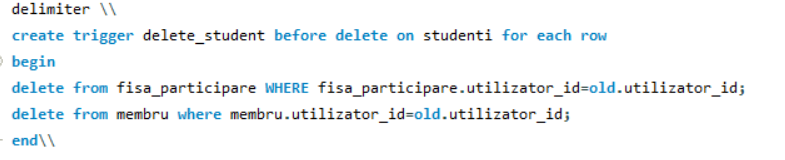 delimiter \\
create trigger delete_student before delete on studenti for each row
begin
delete from fisa_participare WHERE fisa_participare.utilizator_id=old.utilizator_id;
delete from membru where membru.utilizator_id=old.utilizator_id;
end\\